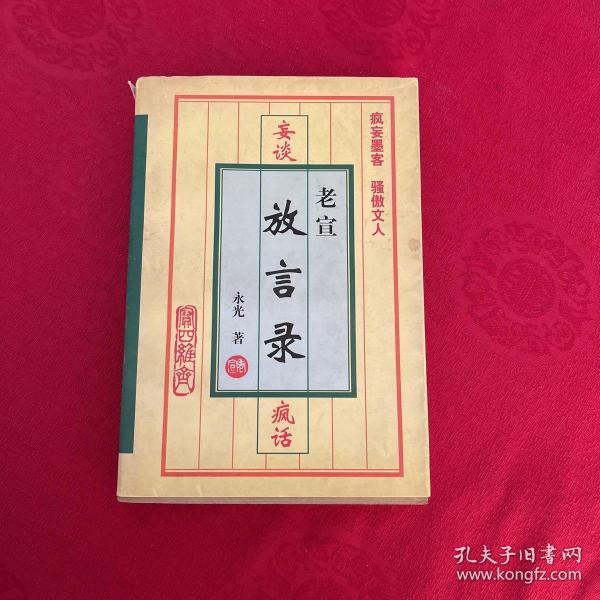 疯妄墨客 骚傲文人
妄谈
老宣
放言录
永光 著
疯话
孔夫子旧书网
www.kongfz.com